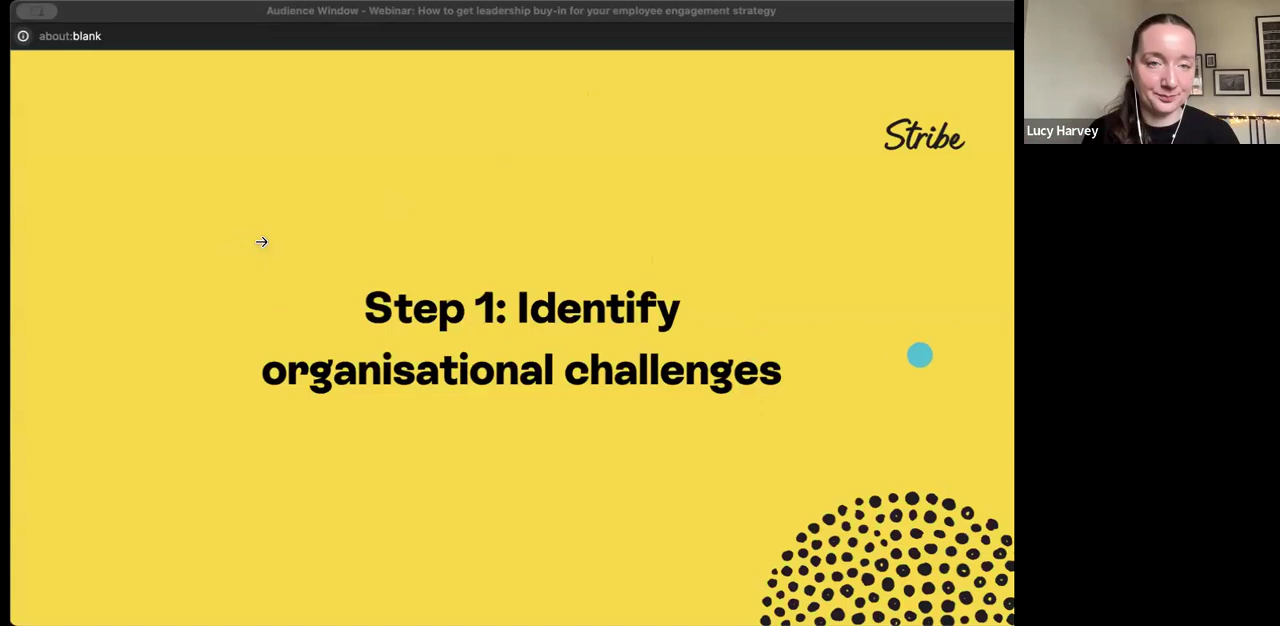 Audience Window - Webinar: How to get leadership buy-in for your employee engagement strategy
about:blank
Stribe
Lucy Harvey
Step 1: Identify
organisational challenges